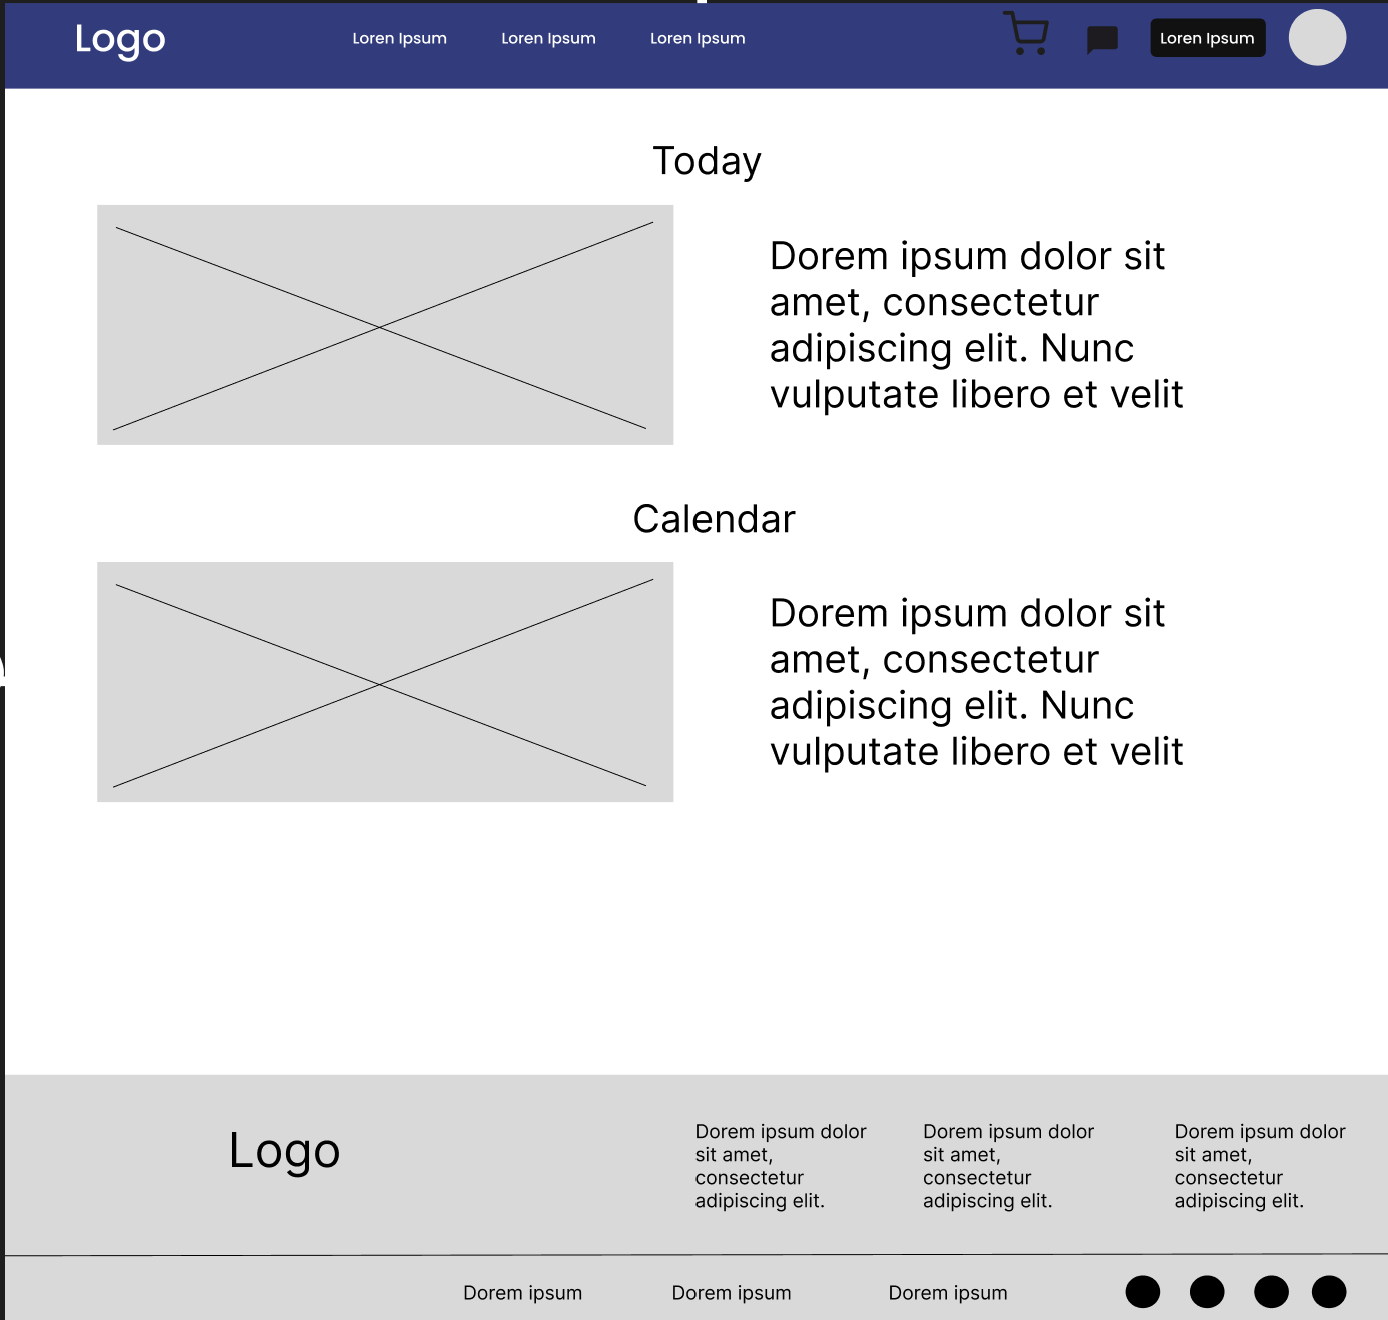 Logo
Loren Ipsum
Loren Ipsum
Loren Ipsum
Loren Ipsum
Today
Dorem ipsum dolor sit
amet, consectetur
adipiscing elit. Nunc
vulputate libero et velit
Calendar
Dorem ipsum dolor sit
amet, consectetur
adipiscing elit. Nunc
vulputate libero et velit
Logo
Dorem ipsum dolor
sit amet,
consectetur
adipiscing elit.
Dorem ipsum dolor
sit amet,
consectetur
adipiscing elit.
Dorem ipsum dolor
sit amet,
consectetur
adipiscing elit.
Dorem ipsum
Dorem ipsum
Dorem ipsum